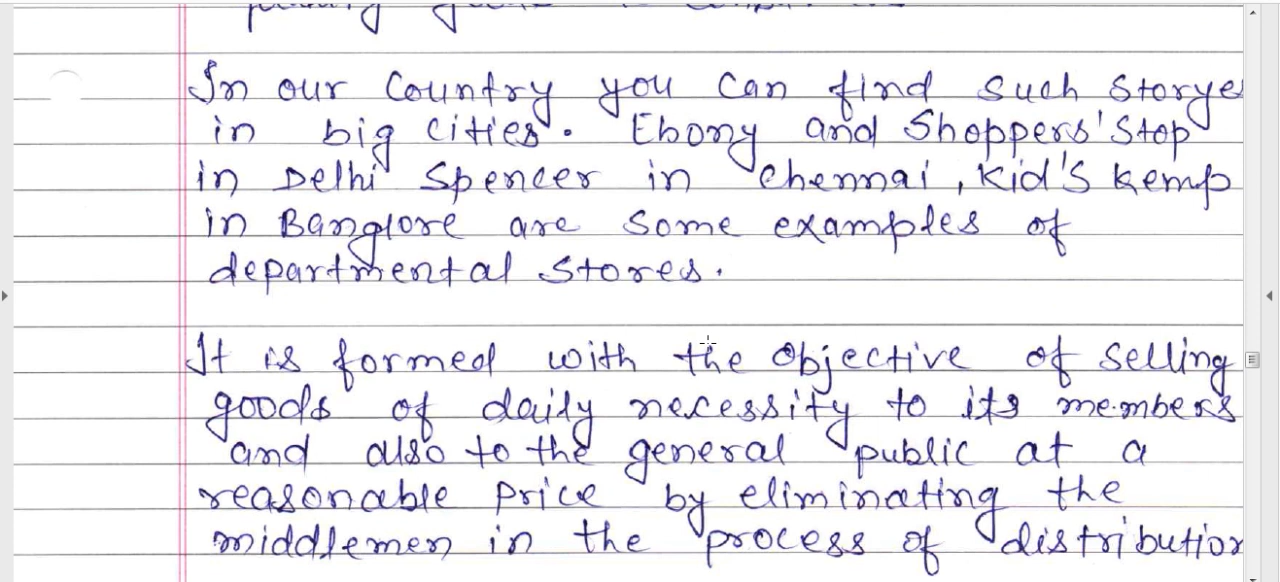 In our Country you can find such storye
in big cities. Ebony and Shoppers' Stop
in Delhi Spencer in Chennai, Kid's kemp
in Banglore are some examples of
departmental stores.
It is formed with the objective of selling
goods of daily necessity to its members
and also to the general public at a
reasonable price by eliminating the
middlemen in the process of distribution